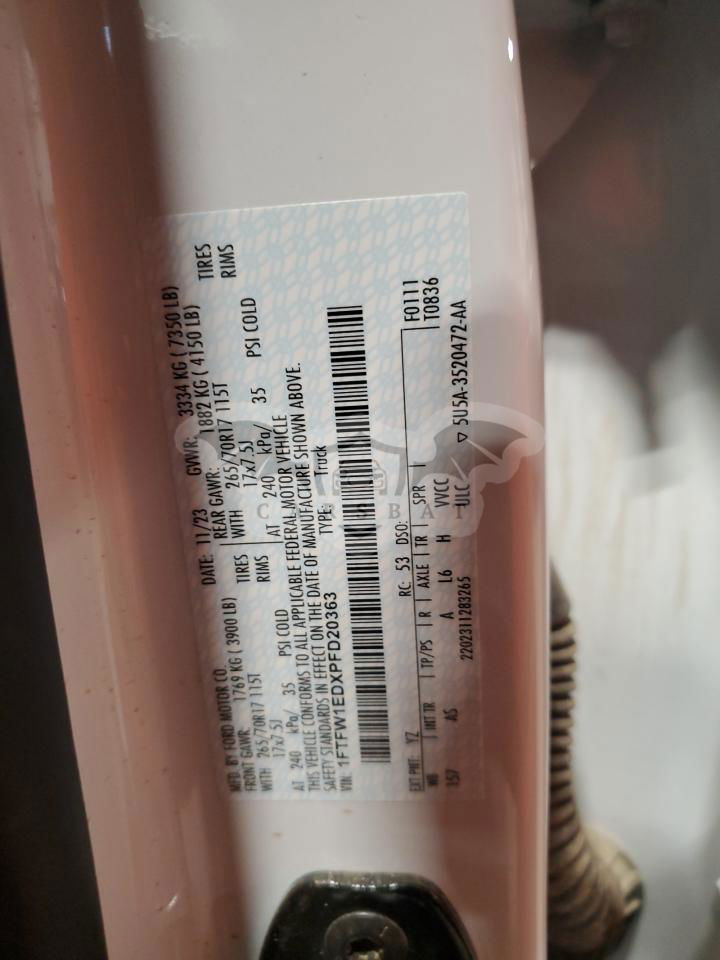 MFD. BY FORD MOTOR CO.
DATE: 11/23 GVWR: 3334 KG ( 7350 LB)
FRONT GAWR: 1769 KG ( 3900 LB) REAR GAWR: 1882 KG ( 4150 LB)
WITH 265/70R17 115T TIRES WITH 265/70R17 115T TIRES
17x7.5J RIMS 17x7.5J RIMS
AT 240 kPa/ 35 PSI COLD AT 240 kPa/ 35 PSI COLD
THIS VEHICLE CONFORMS TO ALL APPLICABLE FEDERAL MOTOR VEHICLE
SAFETY STANDARDS IN EFFECT ON THE DATE OF MANUFACTURE SHOWN ABOVE.
VIN: 1FTFW1EDXPFD20363 TYPE: Truck
EXT PNT: YZ RC: 53 DSO: F0111
WB INT TR TP/PS R AXLE TR SPR T0836
157 AS A L6 H VVCC
2202311283265 ULC ▽ 5U5A-3520472-AA